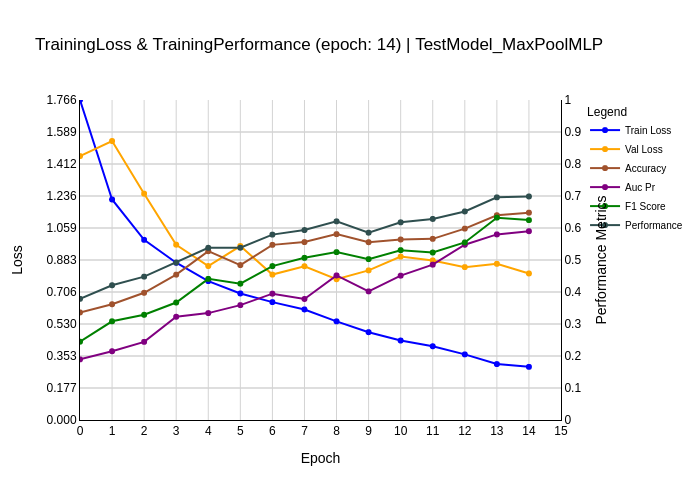 TrainingLoss & TrainingPerformance (epoch: 14) | TestModel_MaxPoolMLP
1.766
1.589
1.412
1.236
1.059
0.883
0.706
0.530
0.353
0.177
0.000
Loss
0 1 2 3 4 5 6 7 8 9 10 11 12 13 14 15
Epoch
1
0.9
0.8
0.7
0.6
0.5
0.4
0.3
0.2
0.1
0
Performance Metrics
Legend
Train Loss
Val Loss
Accuracy
Auc Pr
F1 Score
Performance